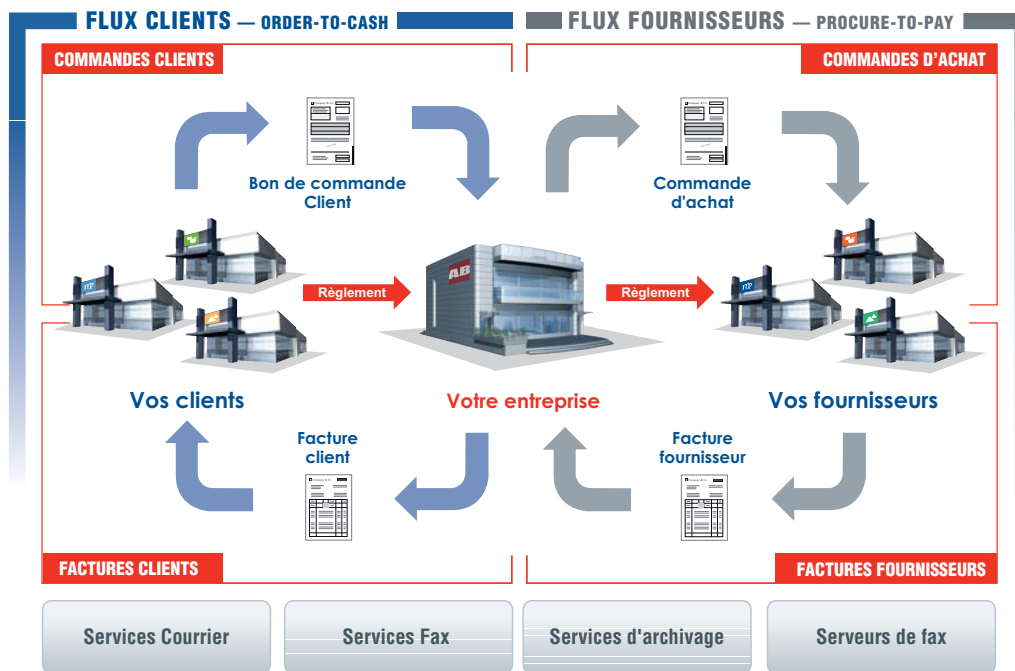 FLUX CLIENTS — ORDER-TO-CASH
FLUX FOURNISSEURS — PROCURE-TO-PAY
COMMANDES CLIENTS
COMMANDES D'ACHAT
Bon de commande
Client
Commande
d'achat
AB
Règlement
Règlement
Vos clients
Votre entreprise
Vos fournisseurs
Facture
client
Facture
fournisseur
FACTURES CLIENTS
FACTURES FOURNISSEURS
Services Courrier
Services Fax
Services d'archivage
Serveurs de fax